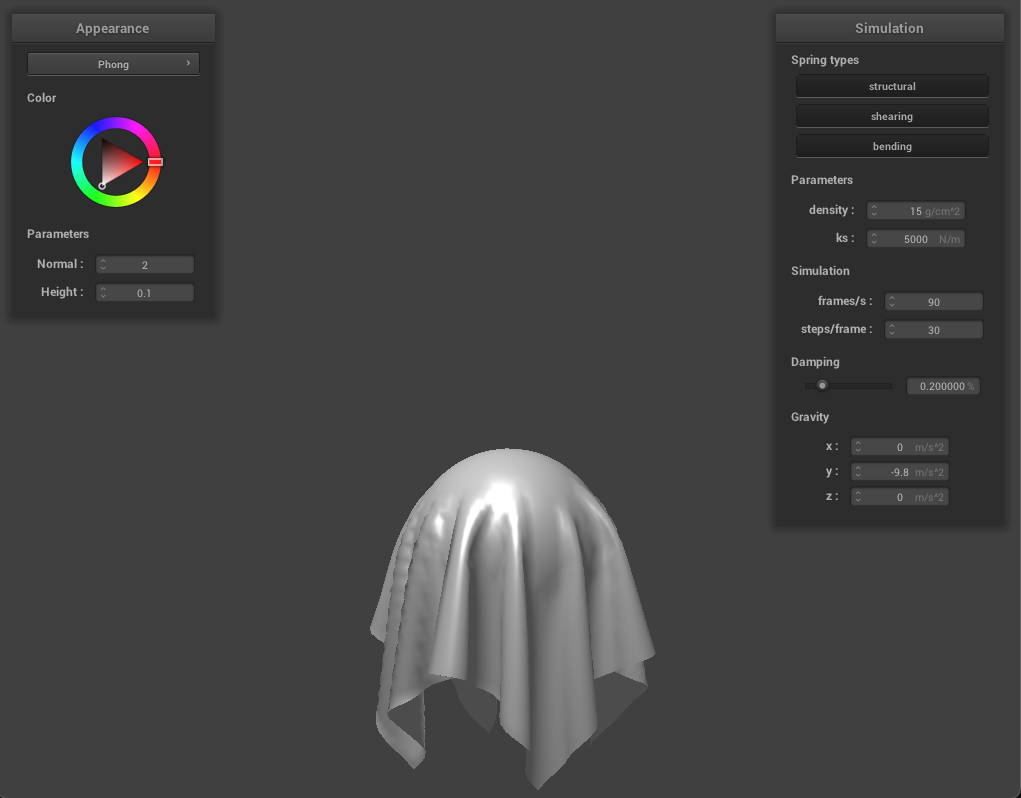 Appearance
Phong ›
Color
Parameters
Normal : 2
Height : 0.1
Simulation
Spring types
structural
shearing
bending
Parameters
density : 15 g/cm^2
ks : 5000 N/m
Simulation
frames/s : 90
steps/frame : 30
Damping
0.200000 %
Gravity
x : 0 m/s^2
y : -9.8 m/s^2
z : 0 m/s^2